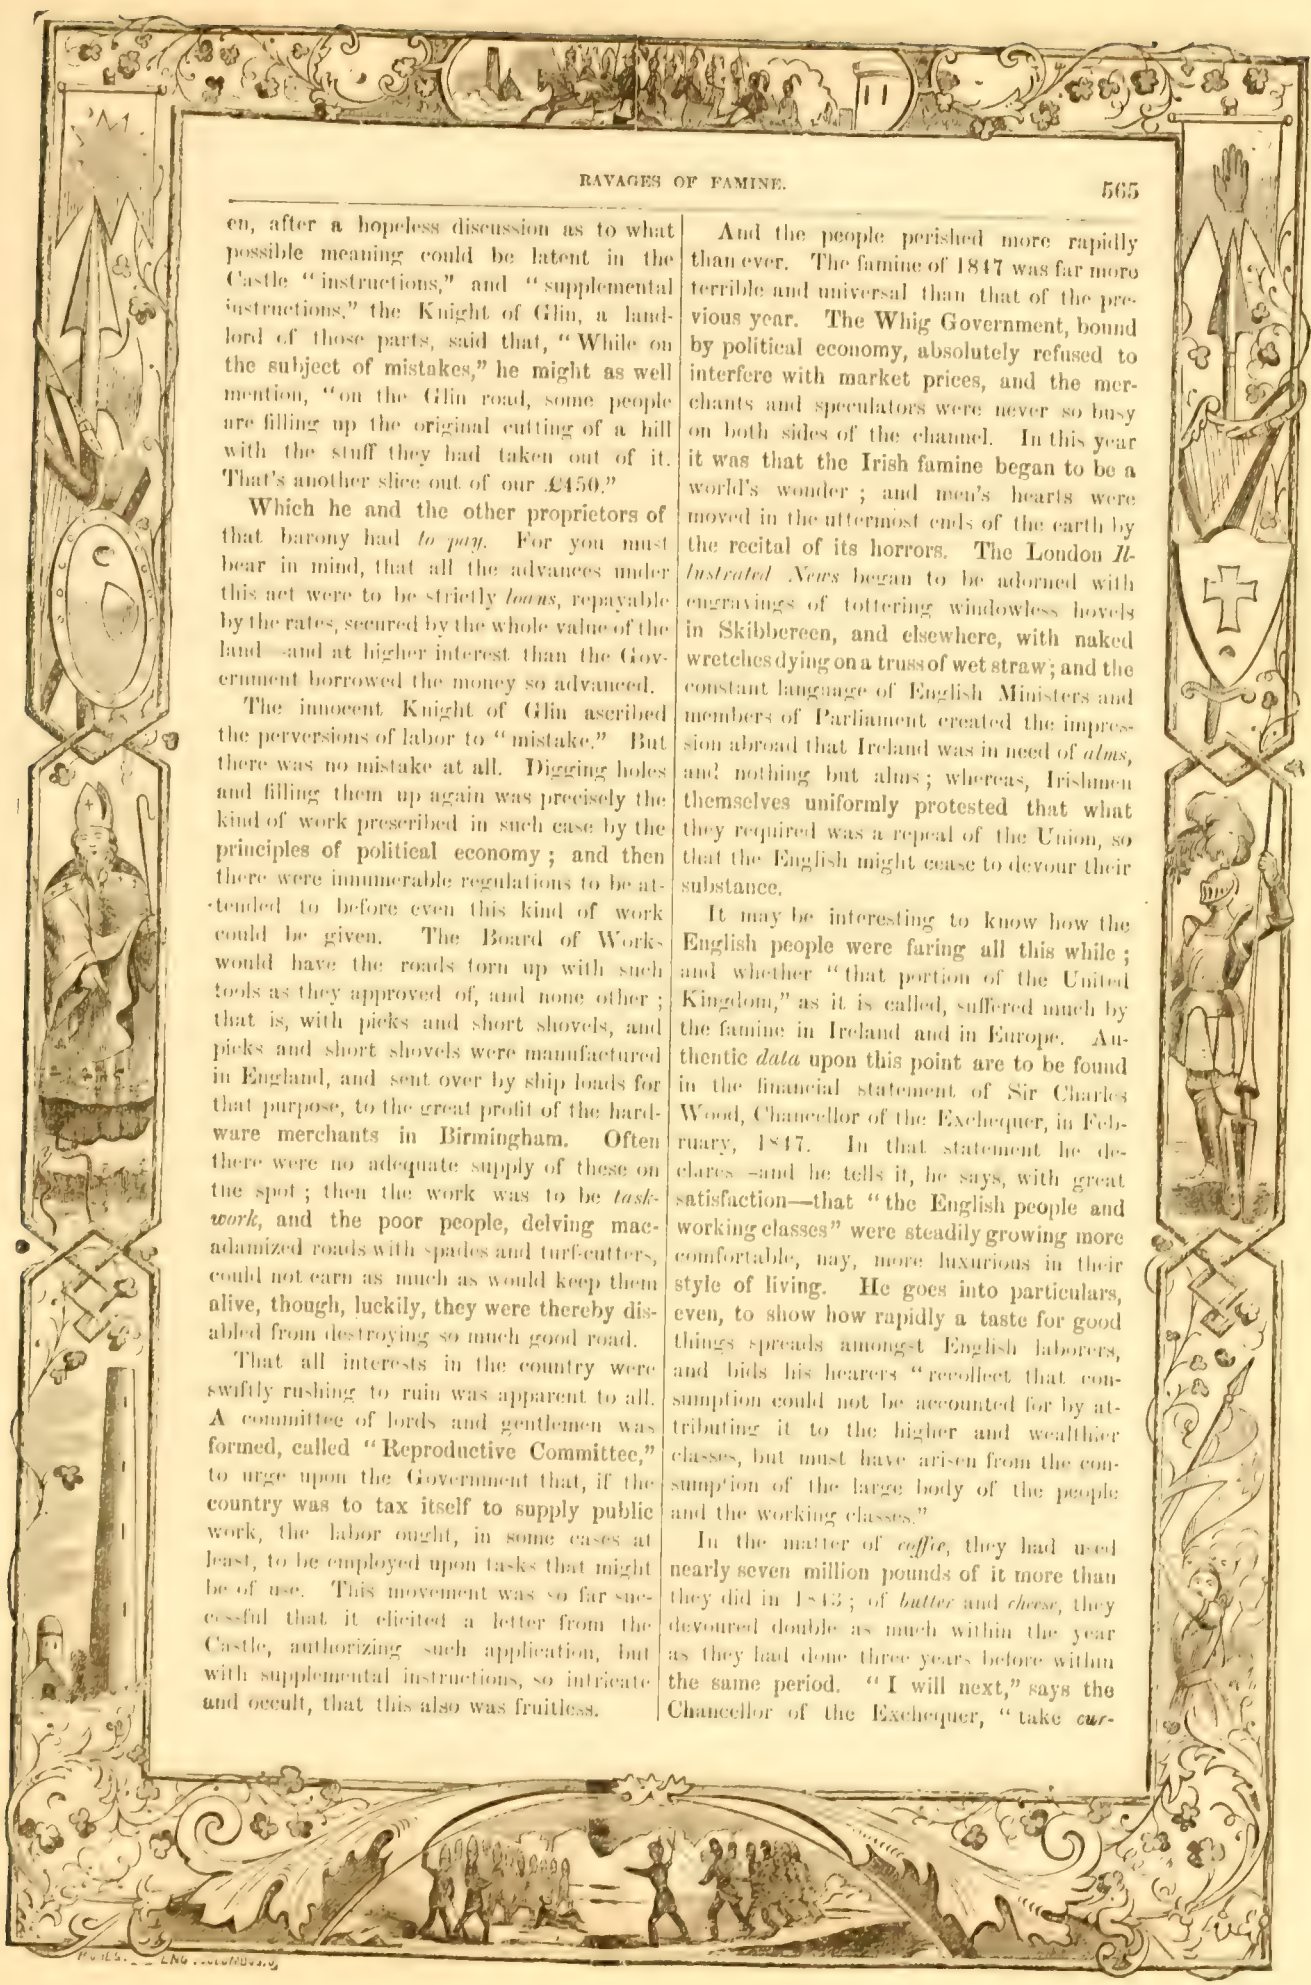 RAVAGES OF FAMINE.
565
en, after a hopeless discussion as to what
possible meaning could be latent in the
Castle "instructions," and "supplemental
instructions," the Knight of Glin, a land-
lord of those parts, said that, "While on
the subject of mistakes," he might as well
mention, "on the Glin road, some people
are filling up the original cutting of a hill
with the stuff they had taken out of it.
That's another slice out of our £450."
Which he and the other proprietors of
that barony had to pay. For you must
bear in mind, that all the advances under
this act were to be strictly loans, repayable
by the rates, secured by the whole value of the
land—and at higher interest than the Gov-
ernment borrowed the money so advanced.
The innocent Knight of Glin ascribed
the perversions of labor to "mistake." But
there was no mistake at all. Digging holes
and filling them up again was precisely the
kind of work prescribed in such case by the
principles of political economy; and then
there were innumerable regulations to be at-
tended to before even this kind of work
could be given. The Board of Works
would have the roads torn up with such
tools as they approved of, and none other;
that is, with picks and short shovels, and
picks and short shovels were manufactured
in England, and sent over by ship loads for
that purpose, to the great profit of the hard-
ware merchants in Birmingham. Often
there were no adequate supply of these on
the spot; then the work was to be task-
work, and the poor people, delving mac-
adamized roads with spades and turf-cutters,
could not earn as much as would keep them
alive, though, luckily, they were thereby dis-
abled from destroying so much good road.
That all interests in the country were
swiftly rushing to ruin was apparent to all.
A committee of lords and gentlemen was
formed, called "Reproductive Committee,"
to urge upon the Government that, if the
country was to tax itself to supply public
work, the labor ought, in some cases at
least, to be employed upon tasks that might
be of use. This movement was so far suc-
cessful that it elicited a letter from the
Castle, authorizing such application, but
with supplemental instructions, so intricate
and occult, that this also was fruitless.
And the people perished more rapidly
than ever. The famine of 1847 was far more
terrible and universal than that of the pre-
vious year. The Whig Government, bound
by political economy, absolutely refused to
interfere with market prices, and the mer-
chants and speculators were never so busy
on both sides of the channel. In this year
it was that the Irish famine began to be a
world's wonder; and men's hearts were
moved in the uttermost ends of the earth by
the recital of its horrors. The London Il-
lustrated News began to be adorned with
engravings of tottering windowless hovels
in Skibbereen, and elsewhere, with naked
wretches dying on a truss of wet straw; and the
constant language of English Ministers and
members of Parliament created the impres-
sion abroad that Ireland was in need of alms,
and nothing but alms; whereas, Irishmen
themselves uniformly protested that what
they required was a repeal of the Union, so
that the English might cease to devour their
substance.
It may be interesting to know how the
English people were faring all this while;
and whether "that portion of the United
Kingdom," as it is called, suffered much by
the famine in Ireland and in Europe. Au-
thentic data upon this point are to be found
in the financial statement of Sir Charles
Wood, Chancellor of the Exchequer, in Feb-
ruary, 1847. In that statement he de-
clares—and he tells it, he says, with great
satisfaction—that "the English people and
working classes" were steadily growing more
comfortable, nay, more luxurious in their
style of living. He goes into particulars,
even, to show how rapidly a taste for good
things spreads amongst English laborers,
and bids his hearers "recollect that con-
sumption could not be accounted for by at-
tributing it to the higher and wealthier
classes, but must have arisen from the con-
sumption of the large body of the people
and the working classes."
In the matter of coffee, they had used
nearly seven million pounds of it more than
they did in 1843; of butter and cheese, they
devoured double as much within the year
as they had done three years before within
the same period. "I will next," says the
Chancellor of the Exchequer, "take cur-
ENG